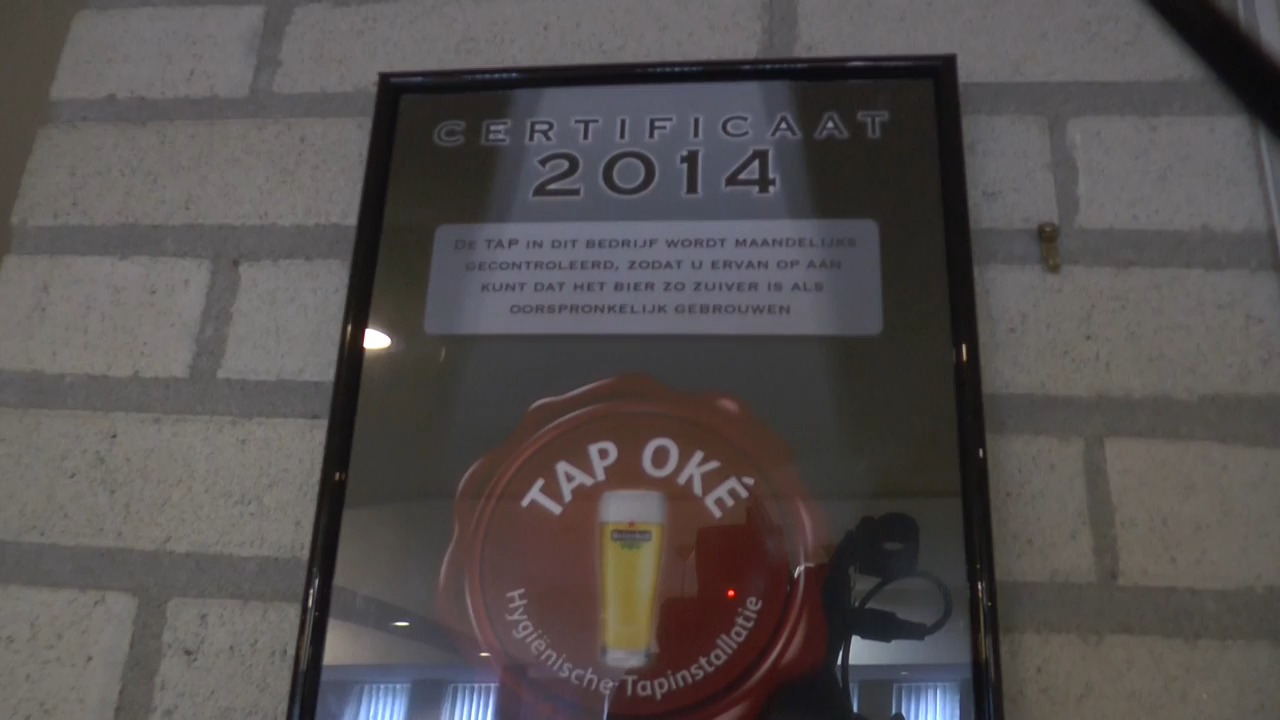 CERTIFICAAT
2014
DE TAP IN DIT BEDRIJF WORDT MAANDELIJKS
GECONTROLEERD, ZODAT U ERVAN OP AAN
KUNT DAT HET BIER ZO ZUIVER IS ALS
OORSPRONKELIJK GEBROUWEN
TAP OKÉ
Heineken
Hygiënische Tapinstallatie